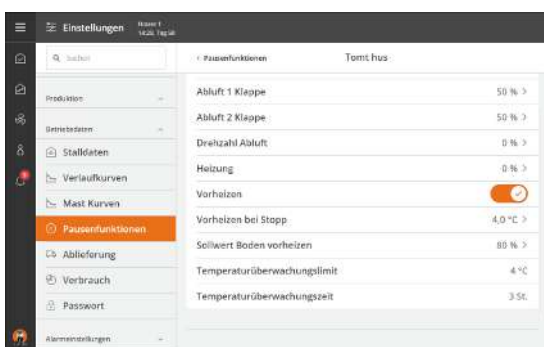 Einstellungen
Suchen
Produktion
Betriebsdaten
Stalldaten
Verlaufkurven
Mast Kurven
Pausenfunktionen
Ablieferung
Verbrauch
Passwort
Alarmeinstellungen
‹ Pausenfunktionen Tomt hus
Abluft 1 Klappe 50 % >
Abluft 2 Klappe 50 % >
Drehzahl Abluft 0 % >
Heizung 0 % >
Vorheizen
Vorheizen bei Stopp 4,0 °C >
Sollwert Boden vorheizen 80 % >
Temperaturüberwachungslimit 4 °C
Temperaturüberwachungszeit 3 St.